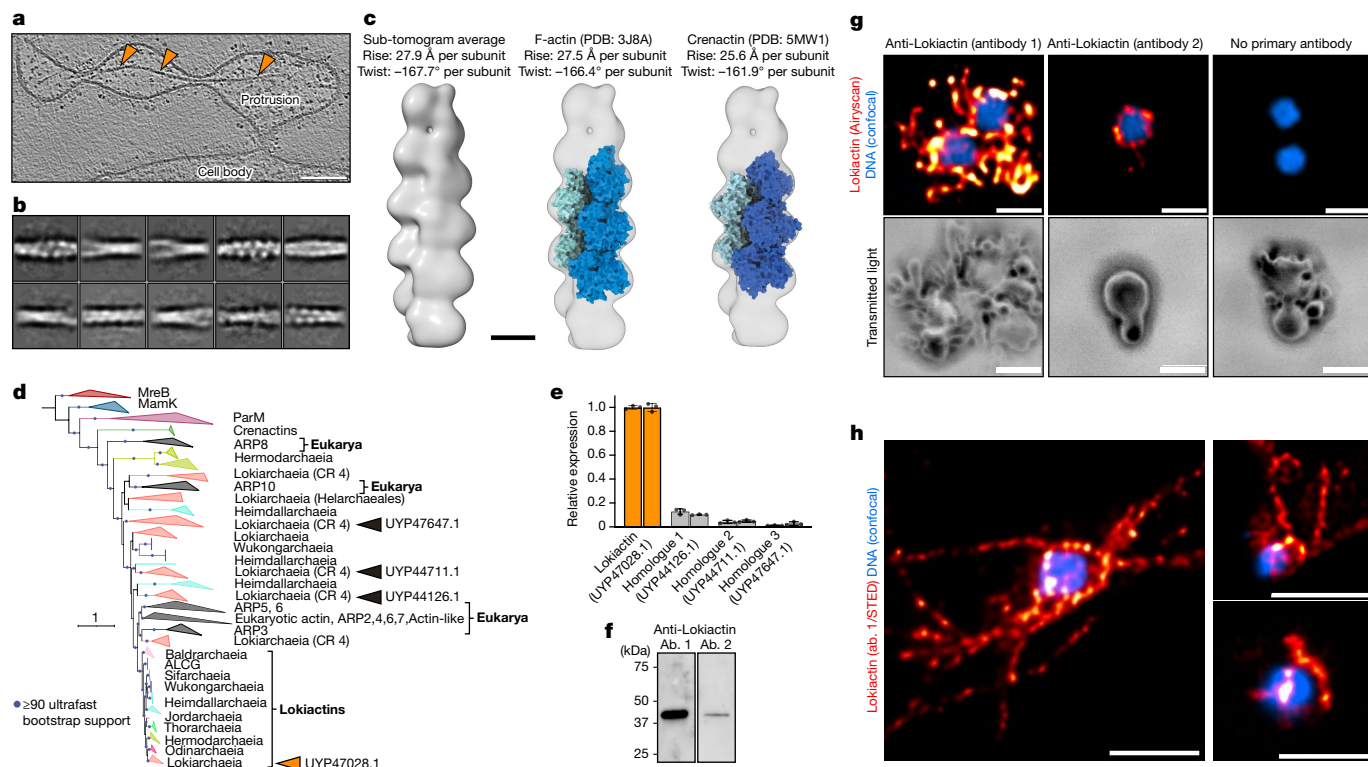 a
Protrusion
Cell body
b
c
Sub-tomogram average
Rise: 27.9 Å per subunit
Twist: –167.7° per subunit
F-actin (PDB: 3J8A)
Rise: 27.5 Å per subunit
Twist: –166.4° per subunit
Crenactin (PDB: 5MW1)
Rise: 25.6 Å per subunit
Twist: –161.9° per subunit
d
MreB
MamK
ParM
Crenactins
ARP8
Eukarya
Hermodarchaeia
Lokiarchaeia (CR 4)
ARP10
Eukarya
Lokiarchaeia (Helarchaeales)
Heimdallarchaeia
Lokiarchaeia (CR 4)
UYP47647.1
Lokiarchaeia
Wukongarchaeia
Heimdallarchaeia
Lokiarchaeia (CR 4)
UYP44711.1
Heimdallarchaeia
Lokiarchaeia (CR 4)
UYP44126.1
ARP5, 6
Eukaryotic actin, ARP2,4,6,7,Actin-like
Eukarya
ARP3
Lokiarchaeia (CR 4)
Baldrarchaeia
ALCG
Sifarchaeia
Wukongarchaeia
Heimdallarchaeia
Lokiactins
Jordarchaeia
Thorarchaeia
Hermodarchaeia
Odinarchaeia
Lokiarchaeia
UYP47028.1
1
≥90 ultrafast
bootstrap support
e
Relative expression
1.0
0.8
0.6
0.4
0.2
0
Lokiactin
(UYP47028.1)
Homologue 1
(UYP44126.1)
Homologue 2
(UYP44711.1)
Homologue 3
(UYP47647.1)
f
Anti-Lokiactin
(kDa)
Ab. 1
Ab. 2
75
50
37
25
g
Anti-Lokiactin (antibody 1)
Anti-Lokiactin (antibody 2)
No primary antibody
Lokiactin (Airyscan)
DNA (confocal)
Transmitted light
h
Lokiactin (ab. 1/STED) DNA (confocal)